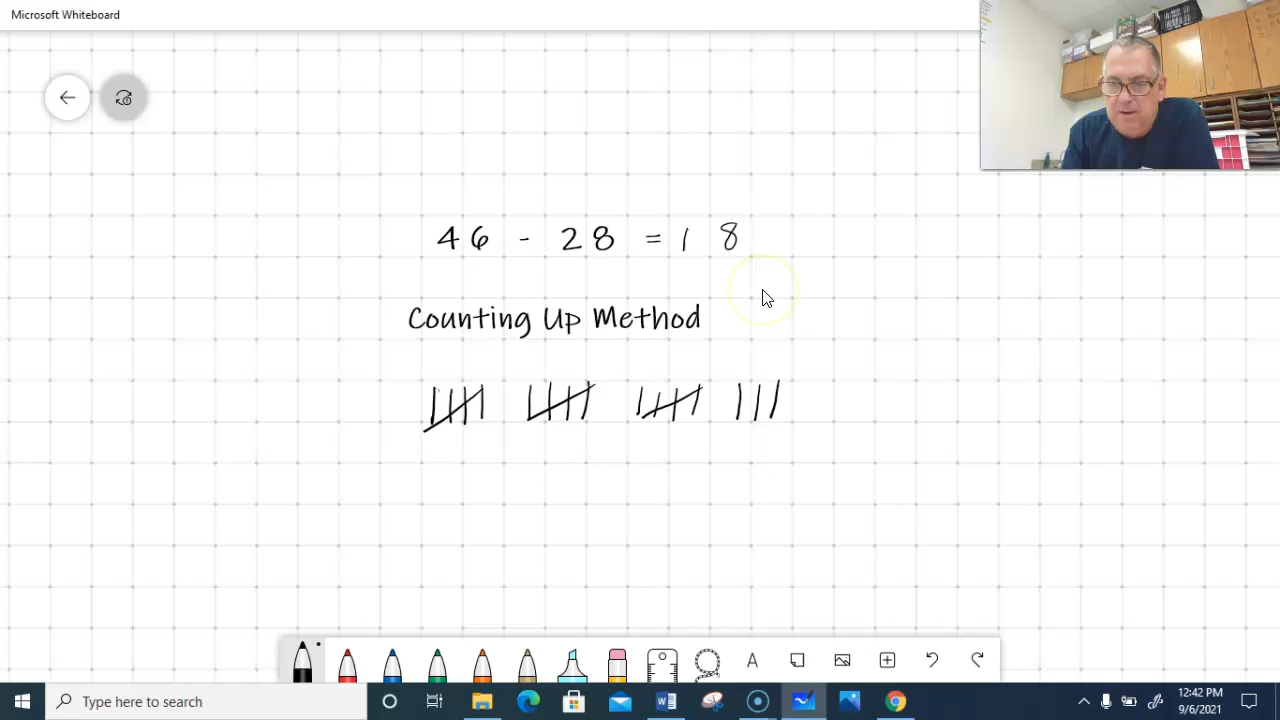 Microsoft Whiteboard
46 - 28 = 18
Counting Up Method
A
Type here to search
12:42 PM
9/6/2021